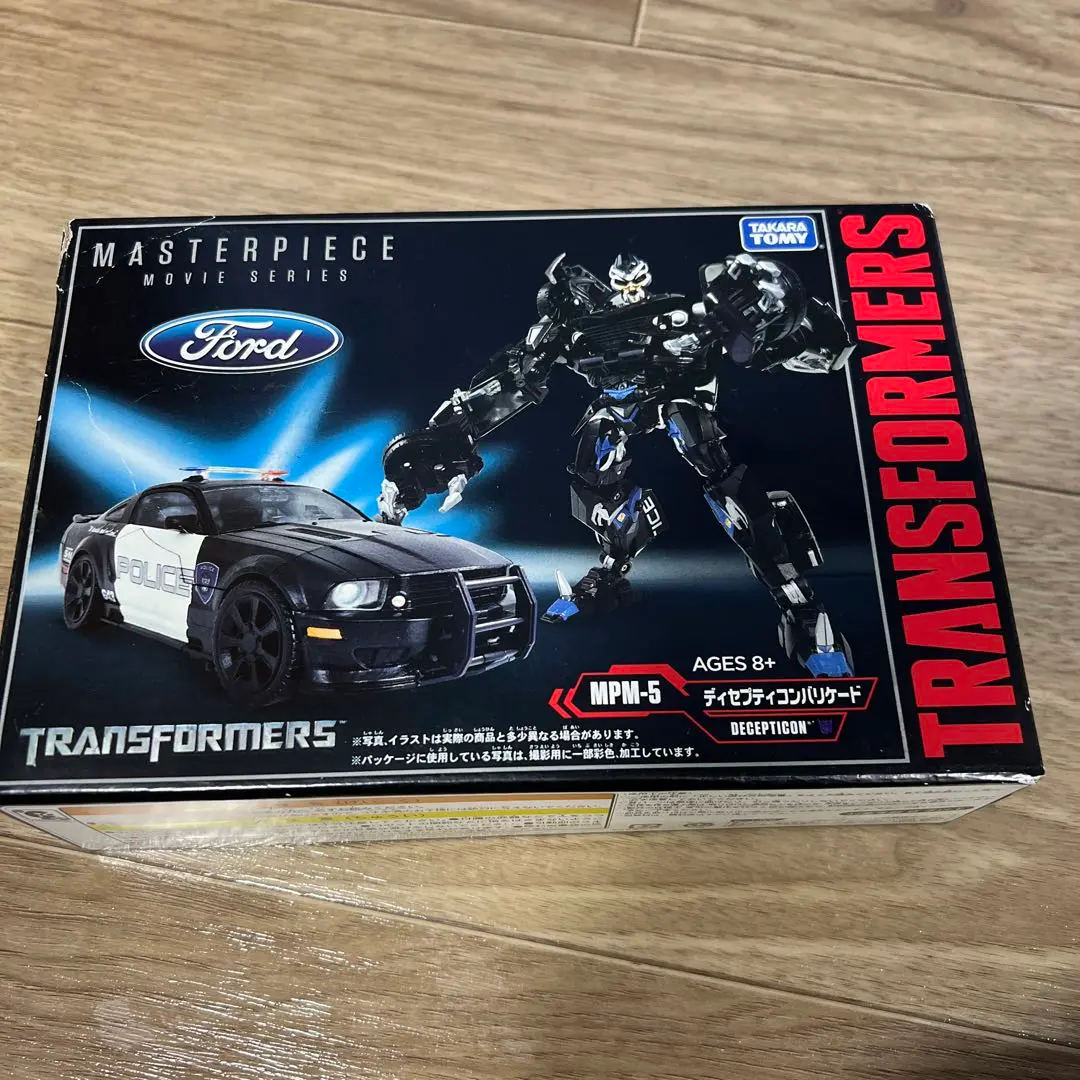 MASTERPIECE
MOVIE SERIES
TAKARA
TOMY
Ford
TRANSFORMERS
POLICE
ICE
AGES 8+
MPM-5
ディセプティコンバリケード
DECEPTICON™
TRANSFORMERS™
※写真、イラストは実際の商品と多少異なる場合があります。
※パッケージに使用している写真は、撮影用に一部彩色、加工しています。